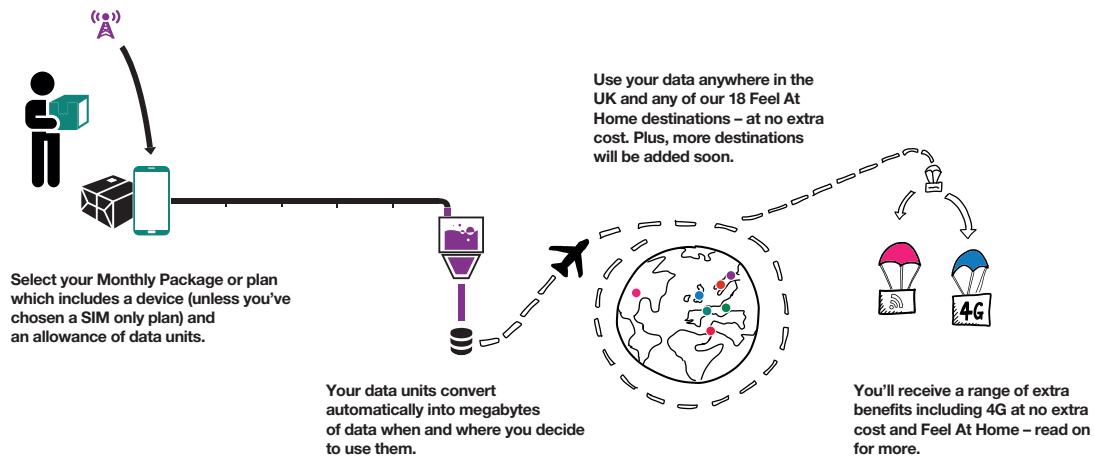 Select your Monthly Package or plan
which includes a device (unless you’ve
chosen a SIM only plan) and
an allowance of data units.
Your data units convert
automatically into megabytes
of data when and where you decide
to use them.
Use your data anywhere in the
UK and any of our 18 Feel At
Home destinations – at no extra
cost. Plus, more destinations
will be added soon.
4G
You’ll receive a range of extra
benefits including 4G at no extra
cost and Feel At Home – read on
for more.